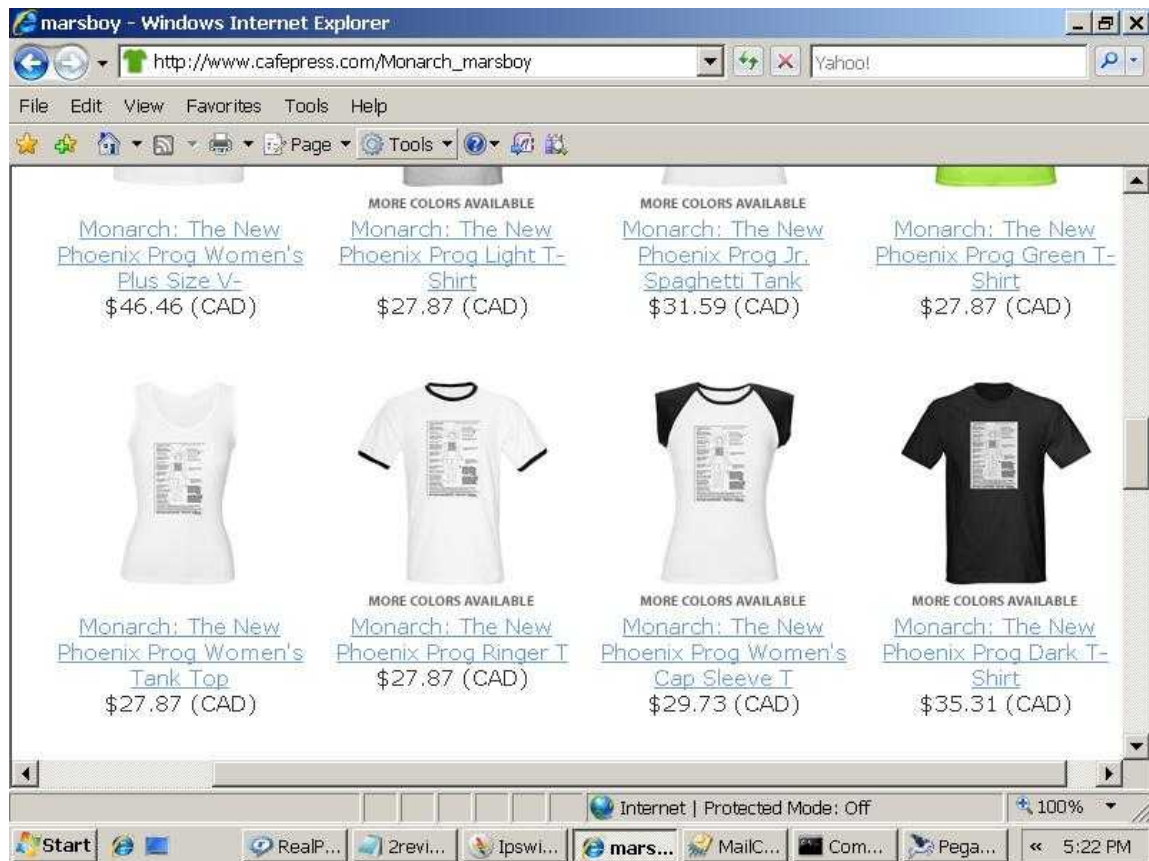 marsboy - Windows Internet Explorer
http://www.cafepress.com/Monarch_marsboy
Yahoo!
File Edit View Favorites Tools Help
Page Tools
MORE COLORS AVAILABLE MORE COLORS AVAILABLE
Monarch: The New
Phoenix Prog Women's
Plus Size V-
$46.46 (CAD)
Monarch: The New
Phoenix Prog Light T-
Shirt
$27.87 (CAD)
Monarch: The New
Phoenix Prog Jr.
Spaghetti Tank
$31.59 (CAD)
Monarch: The New
Phoenix Prog Green T-
Shirt
$27.87 (CAD)
Monarch: The New
Phoenix Prog Women's
Tank Top
$27.87 (CAD)
MORE COLORS AVAILABLE
Monarch: The New
Phoenix Prog Ringer T
$27.87 (CAD)
MORE COLORS AVAILABLE
Monarch: The New
Phoenix Prog Women's
Cap Sleeve T
$29.73 (CAD)
MORE COLORS AVAILABLE
Monarch: The New
Phoenix Prog Dark T-
Shirt
$35.31 (CAD)
Internet | Protected Mode: Off 100%
Start RealP... 2revi... Ipswi... mars... MailC... Com... Pega... « 5:22 PM